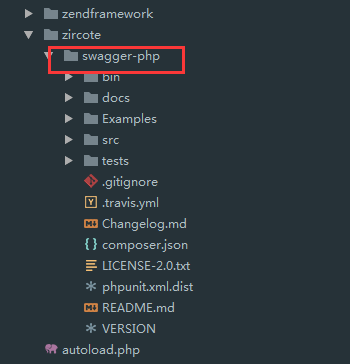 zendframework
zircote
swagger-php
bin
docs
Examples
src
tests
.gitignore
.travis.yml
Changelog.md
composer.json
LICENSE-2.0.txt
phpunit.xml.dist
README.md
VERSION
autoload.php